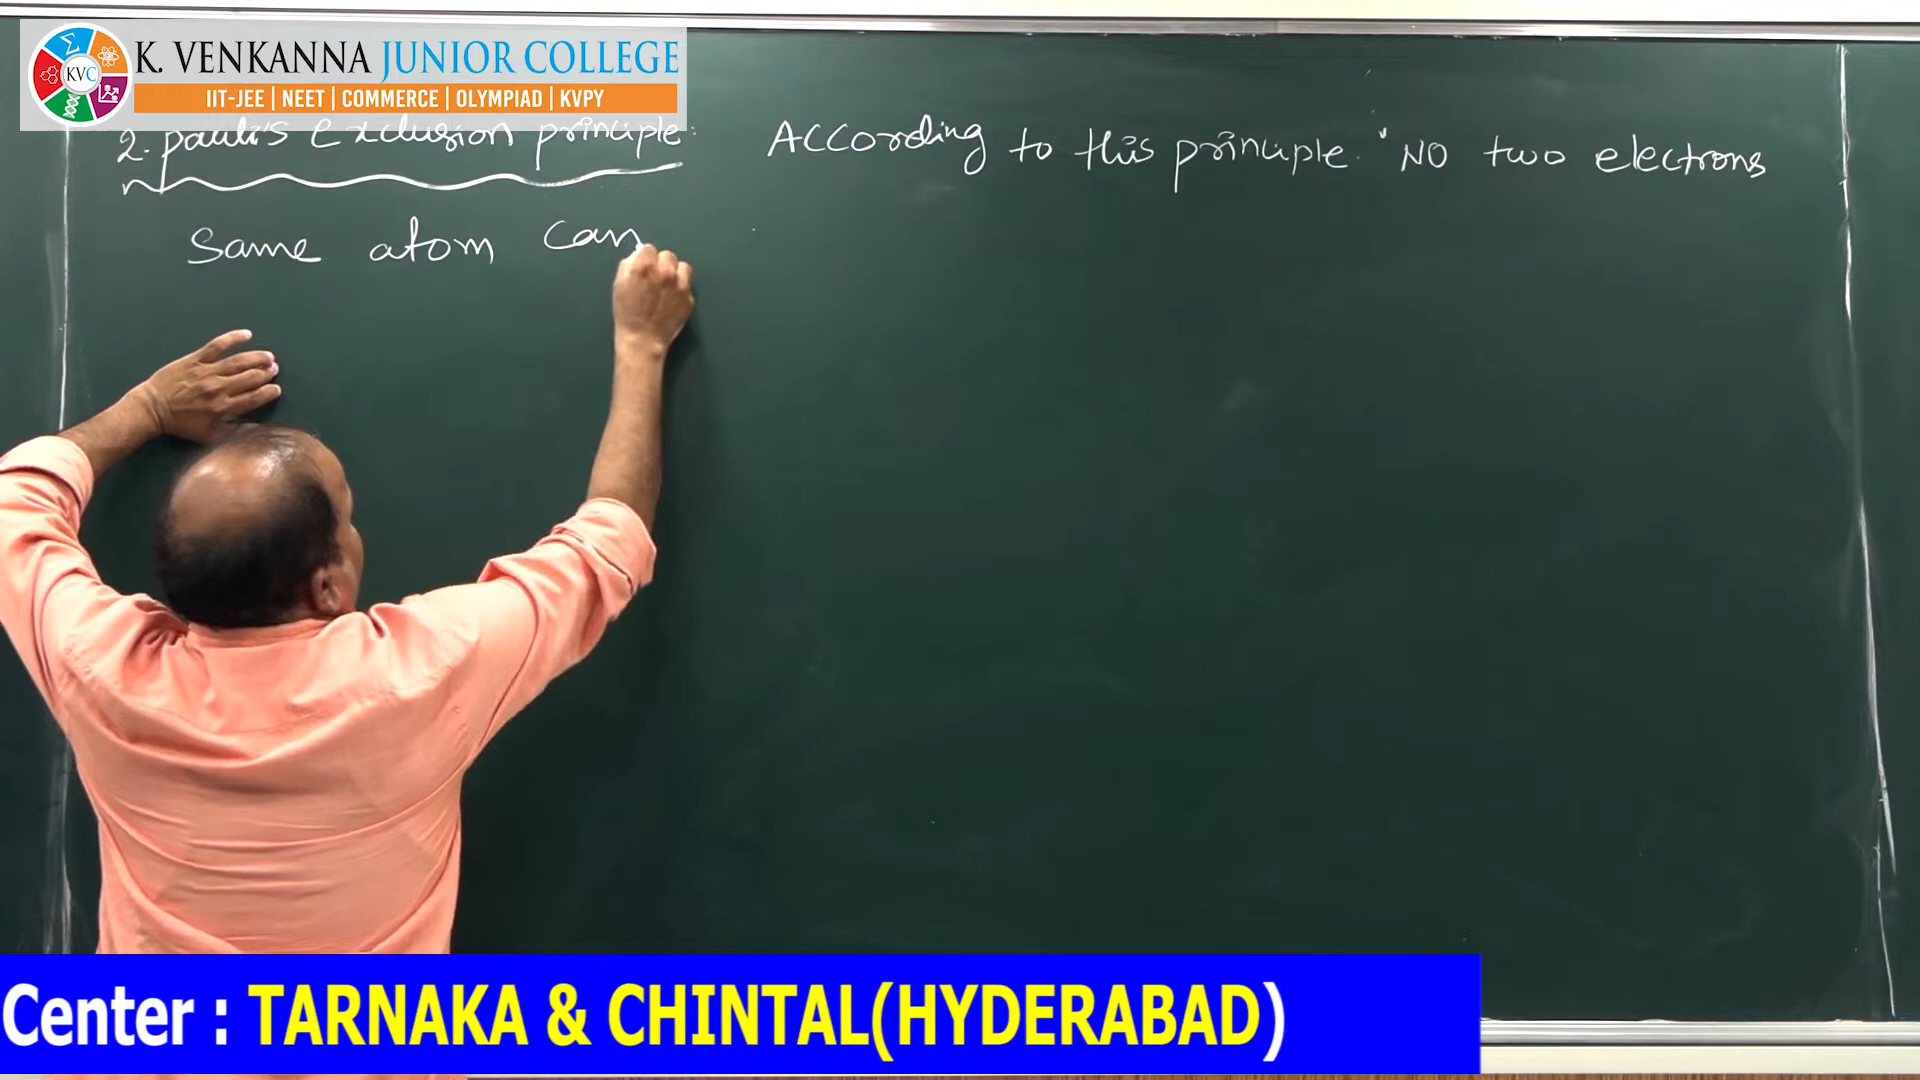 K. VENKANNA JUNIOR COLLEGE
KVC
IIT-JEE | NEET | COMMERCE | OLYMPIAD | KVPY
2. pauli's exclusion principle: According to this principle. "NO two electrons
same atom can
Center : TARNAKA & CHINTAL(HYDERABAD)